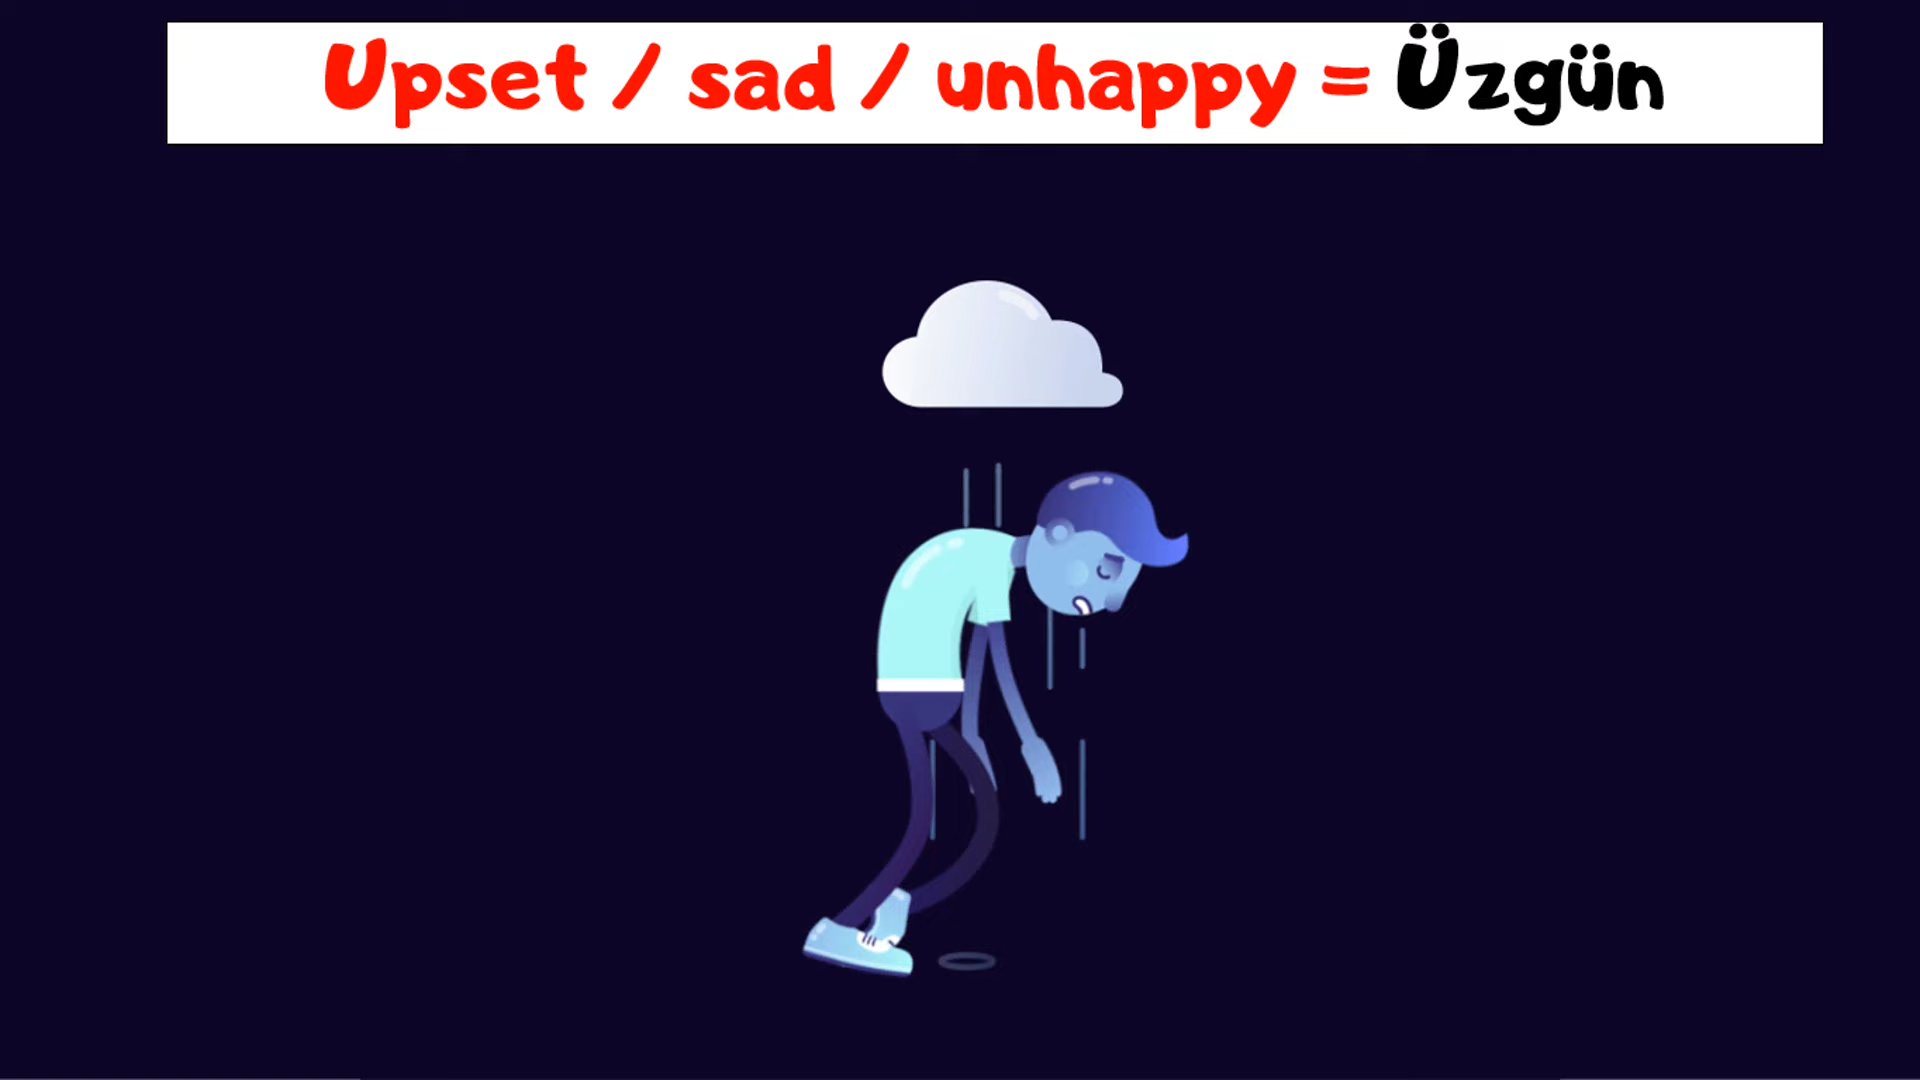 Upset / sad / unhappy = Üzgün